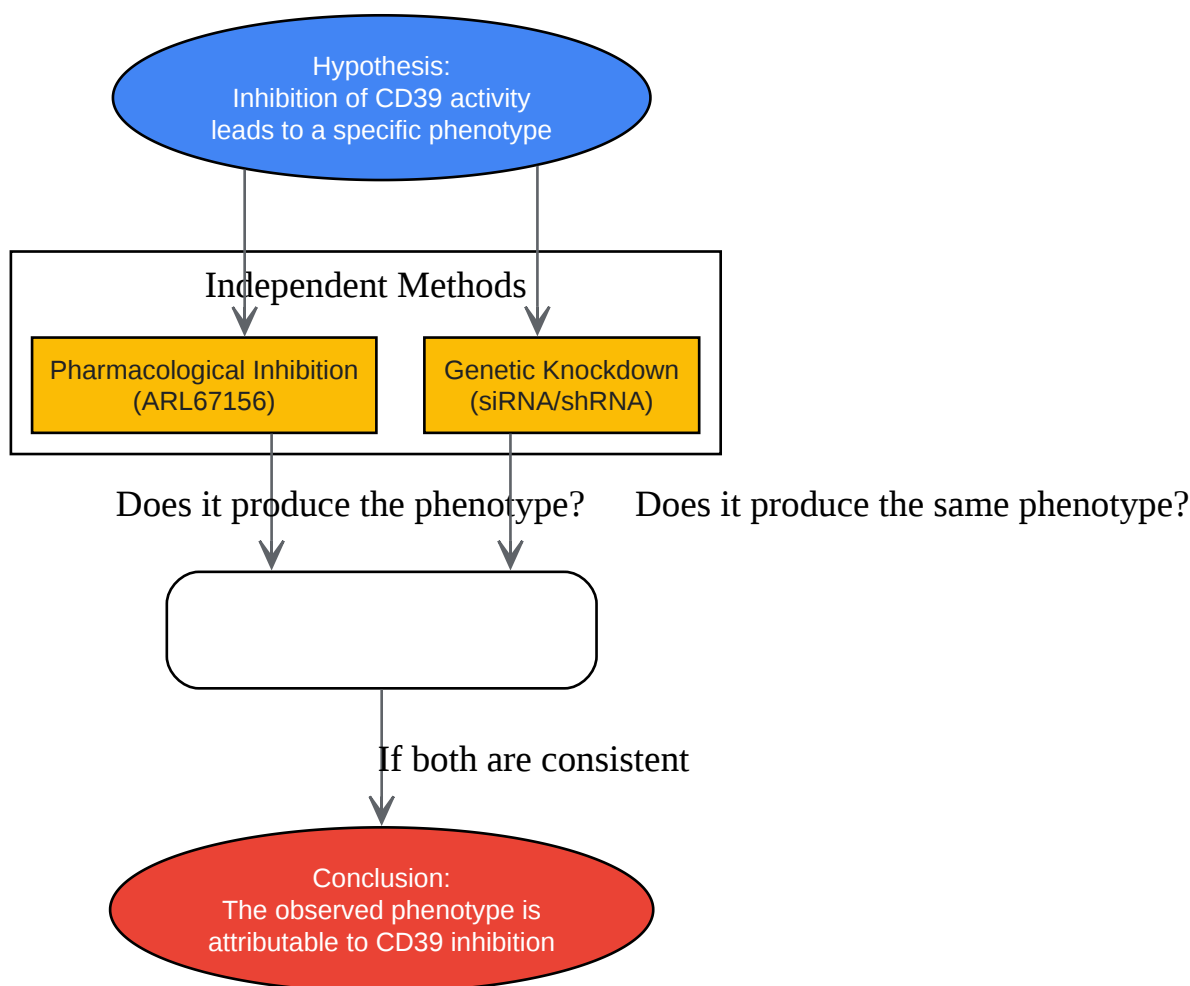 Hypothesis:
Inhibition of CD39 activity
leads to a specific phenotype
Independent Methods
Pharmacological Inhibition
(ARL67156)
Genetic Knockdown
(siRNA/shRNA)
Does it produce the phenotype?
Does it produce the same phenotype?
If both are consistent
Conclusion:
The observed phenotype is
attributable to CD39 inhibition